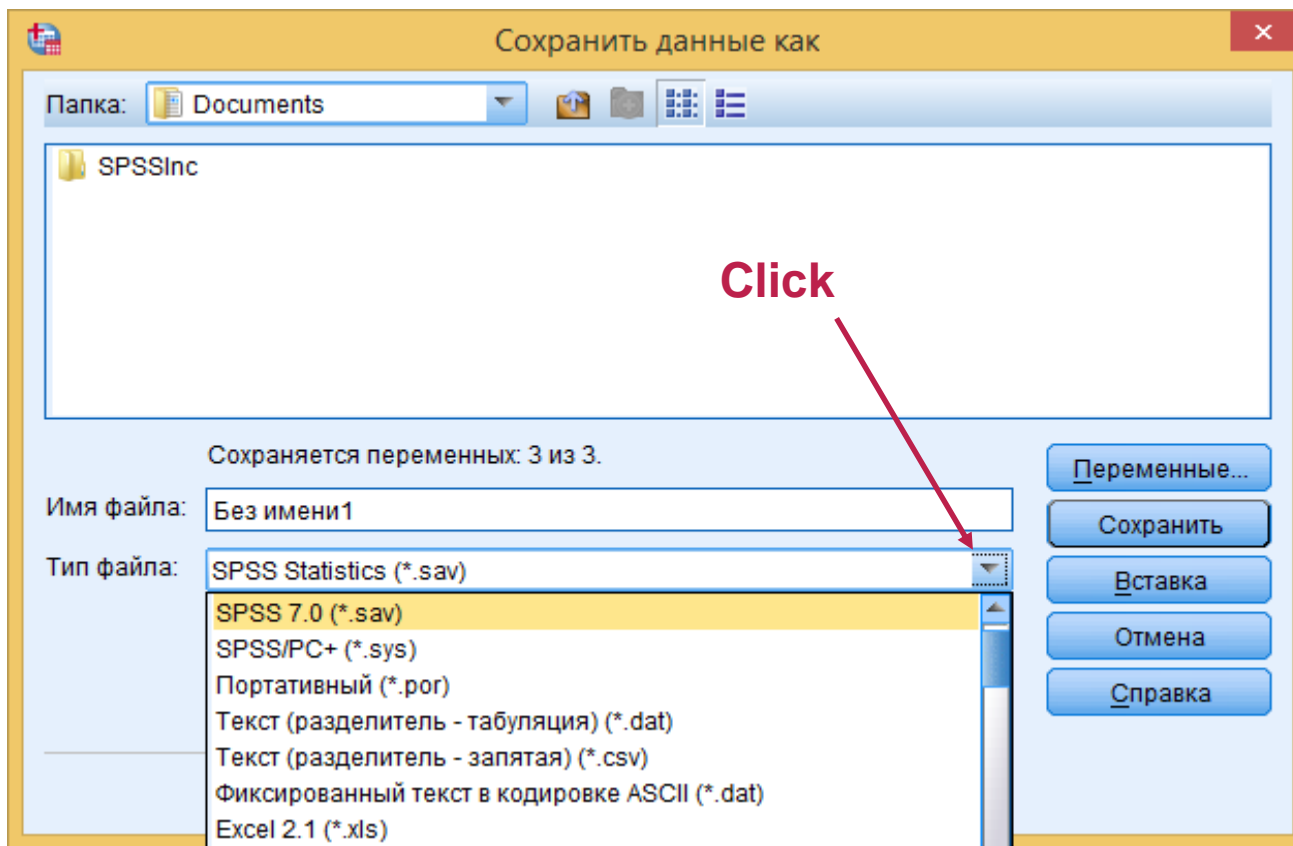 Сохранить данные как
Папка: Documents
SPSSInc
Click
Сохраняется переменных: 3 из 3.
Переменные...
Имя файла: Без имени1
Сохранить
Тип файла: SPSS Statistics (*.sav)
Вставка
SPSS 7.0 (*.sav)
Отмена
SPSS/PC+ (*.sys)
Портативный (*.por)
Справка
Текст (разделитель - табуляция) (*.dat)
Текст (разделитель - запятая) (*.csv)
Фиксированный текст в кодировке ASCII (*.dat)
Excel 2.1 (*.xls)